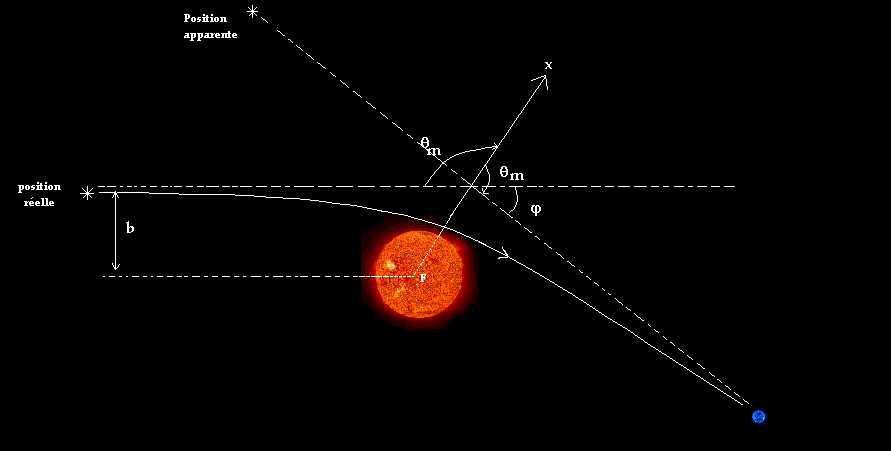 Position
apparente
x
θm
θm
position
réelle
φ
b
F